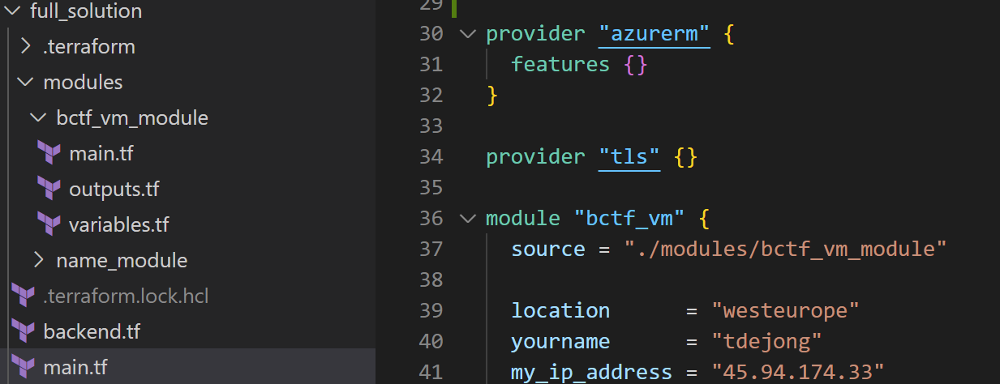 full_solution
.terraform
modules
bctf_vm_module
main.tf
outputs.tf
variables.tf
name_module
.terraform.lock.hcl
backend.tf
main.tf
29
30 provider "azurerm" {
31 features {}
32 }
33
34 provider "tls" {}
35
36 module "bctf_vm" {
37 source = "./modules/bctf_vm_module"
38
39 location = "westeurope"
40 yourname = "tdejong"
41 my_ip_address = "45.94.174.33"